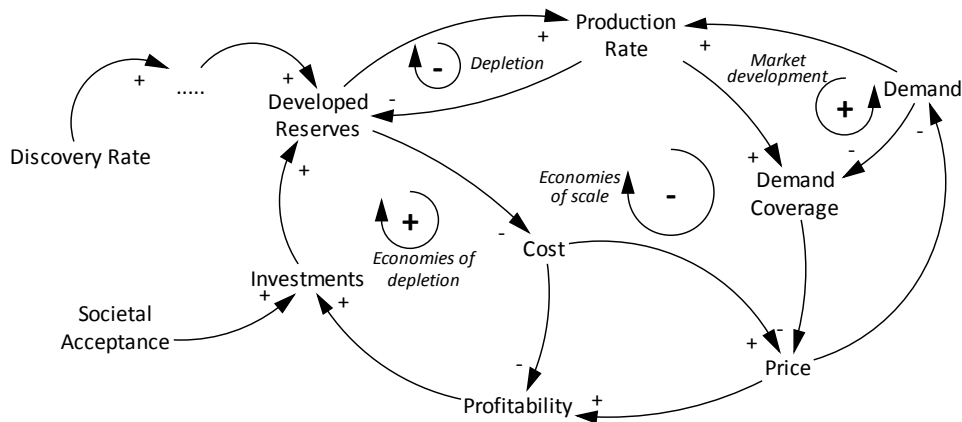 Production
Rate
+
+
-
Depletion
Market
development
+
Demand
-
+
+
.....
Developed
Reserves
-
+
-
Discovery Rate
+
Demand
Coverage
Economies
of scale
-
+
Economies of
depletion
-
Cost
Investments
+
+
Societal
Acceptance
-
+
-
Price
Profitability
+